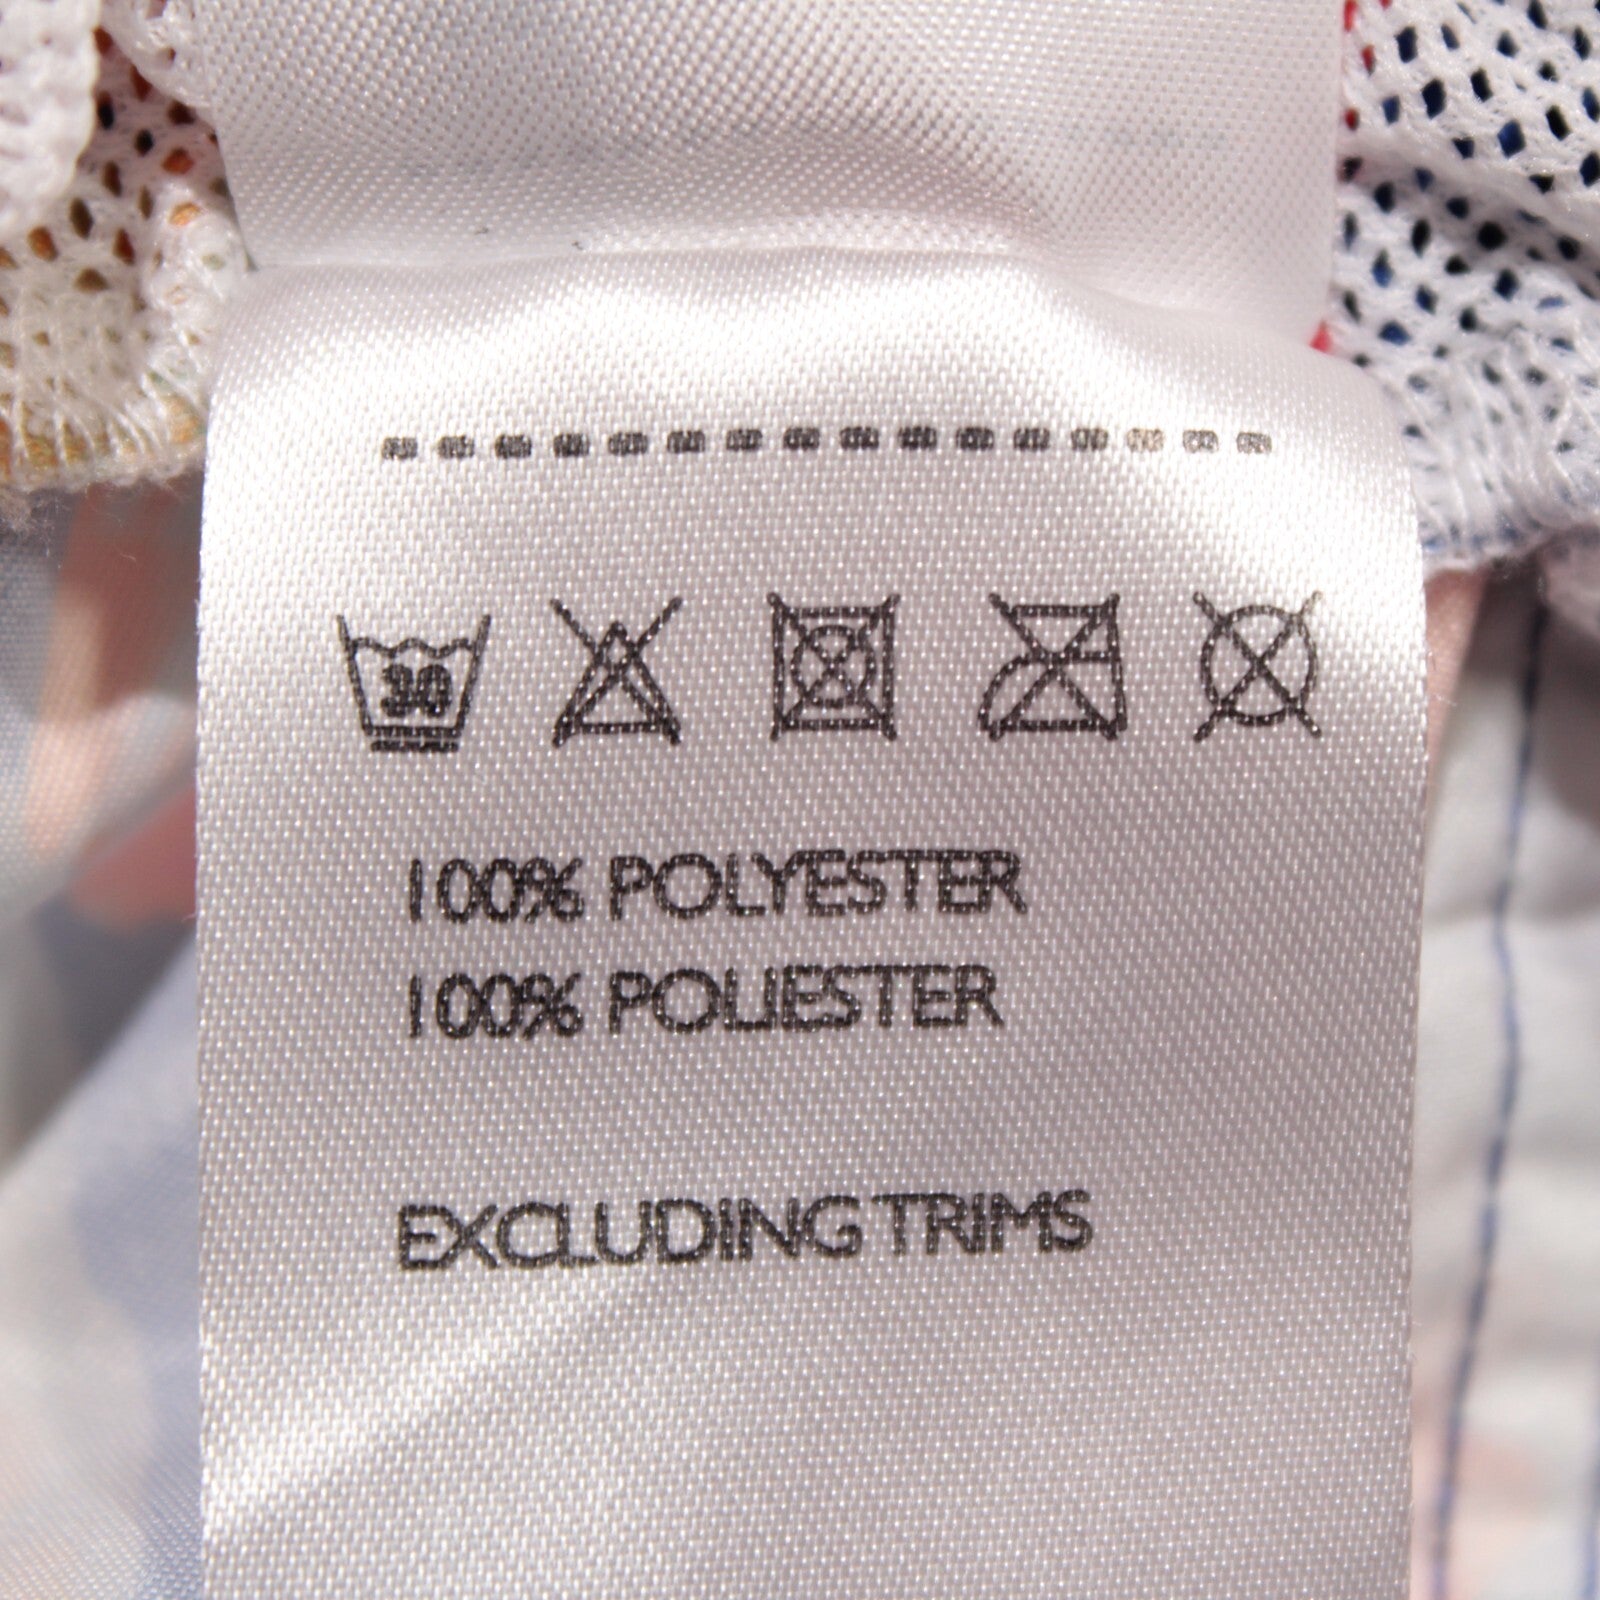 30
100% POLYESTER
100% POLIESTER
EXCLUDING TRIMS